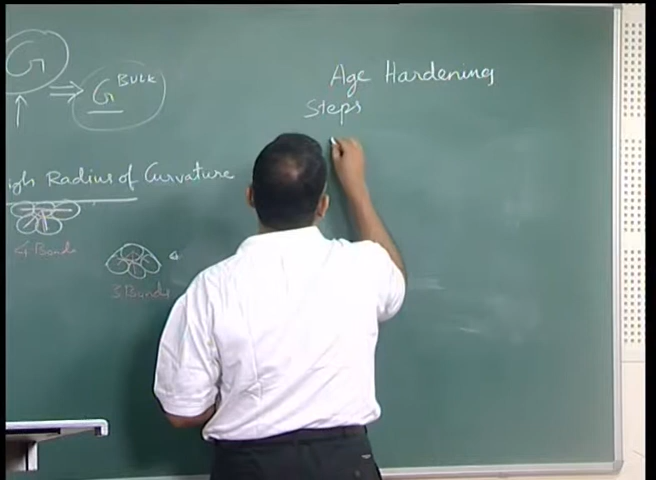 G
⇒ G Bulk
igh Radius of Curvature
4 Bonds
3 Bonds
Age Hardening
Steps